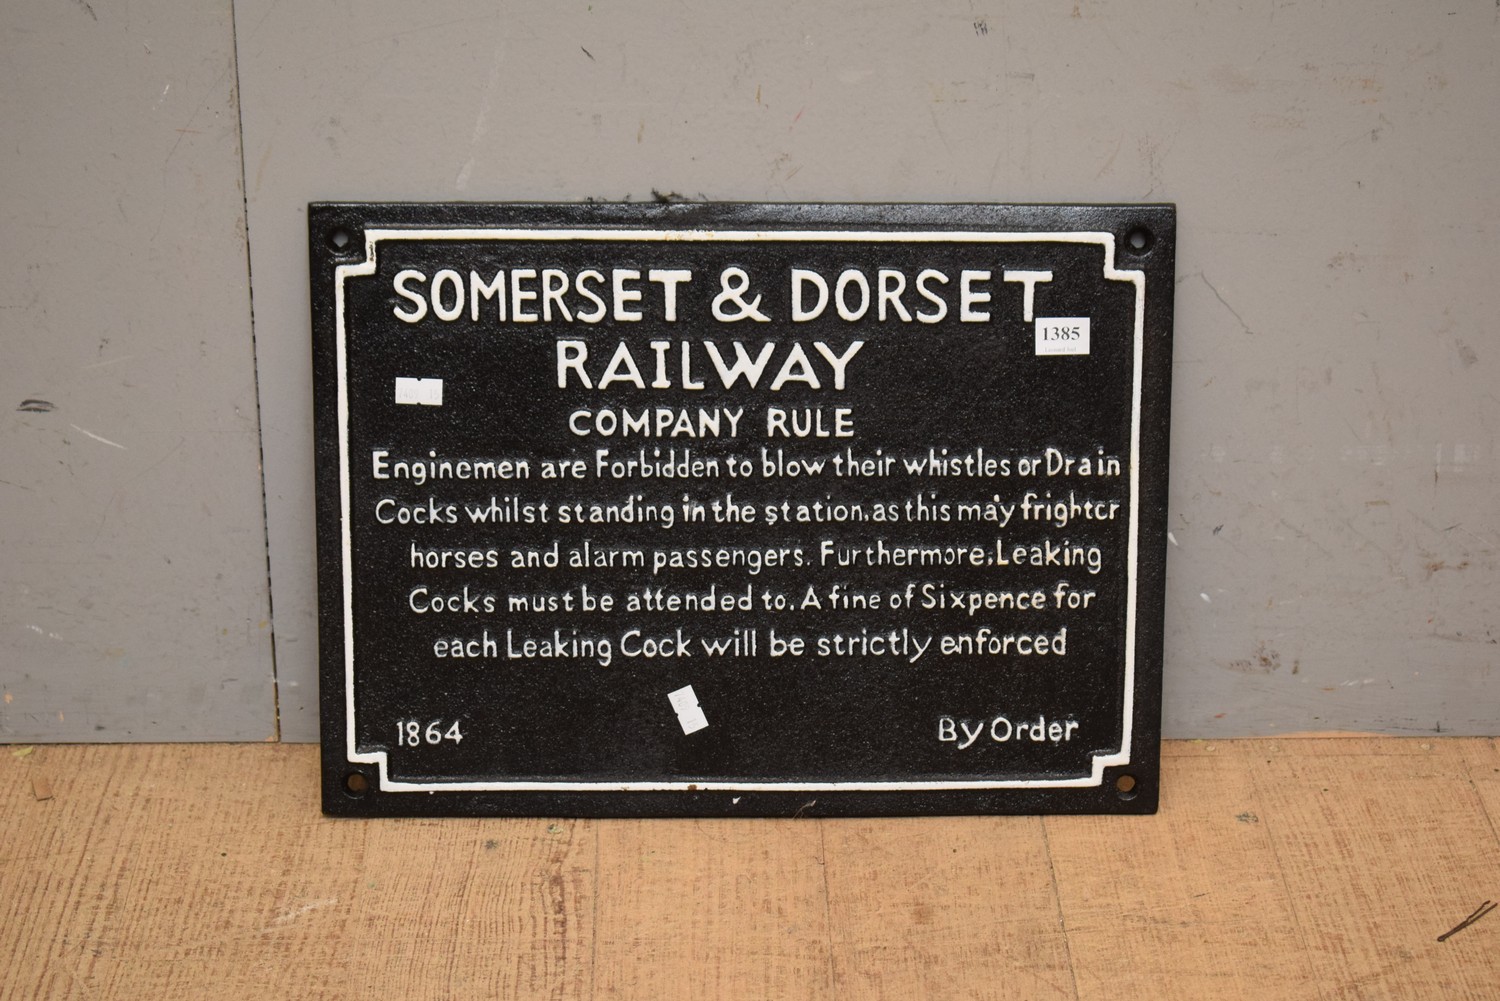 SOMERSET & DORSET
1385
RAILWAY
COMPANY RULE
Enginemen are Forbidden to blow their whistles or Drain
Cocks whilst standing in the station, as this may frighter
horses and alarm passengers. Furthermore, Leaking
Cocks must be attended to. A fine of Sixpence for
each Leaking Cock will be strictly enforced
1864 By Order